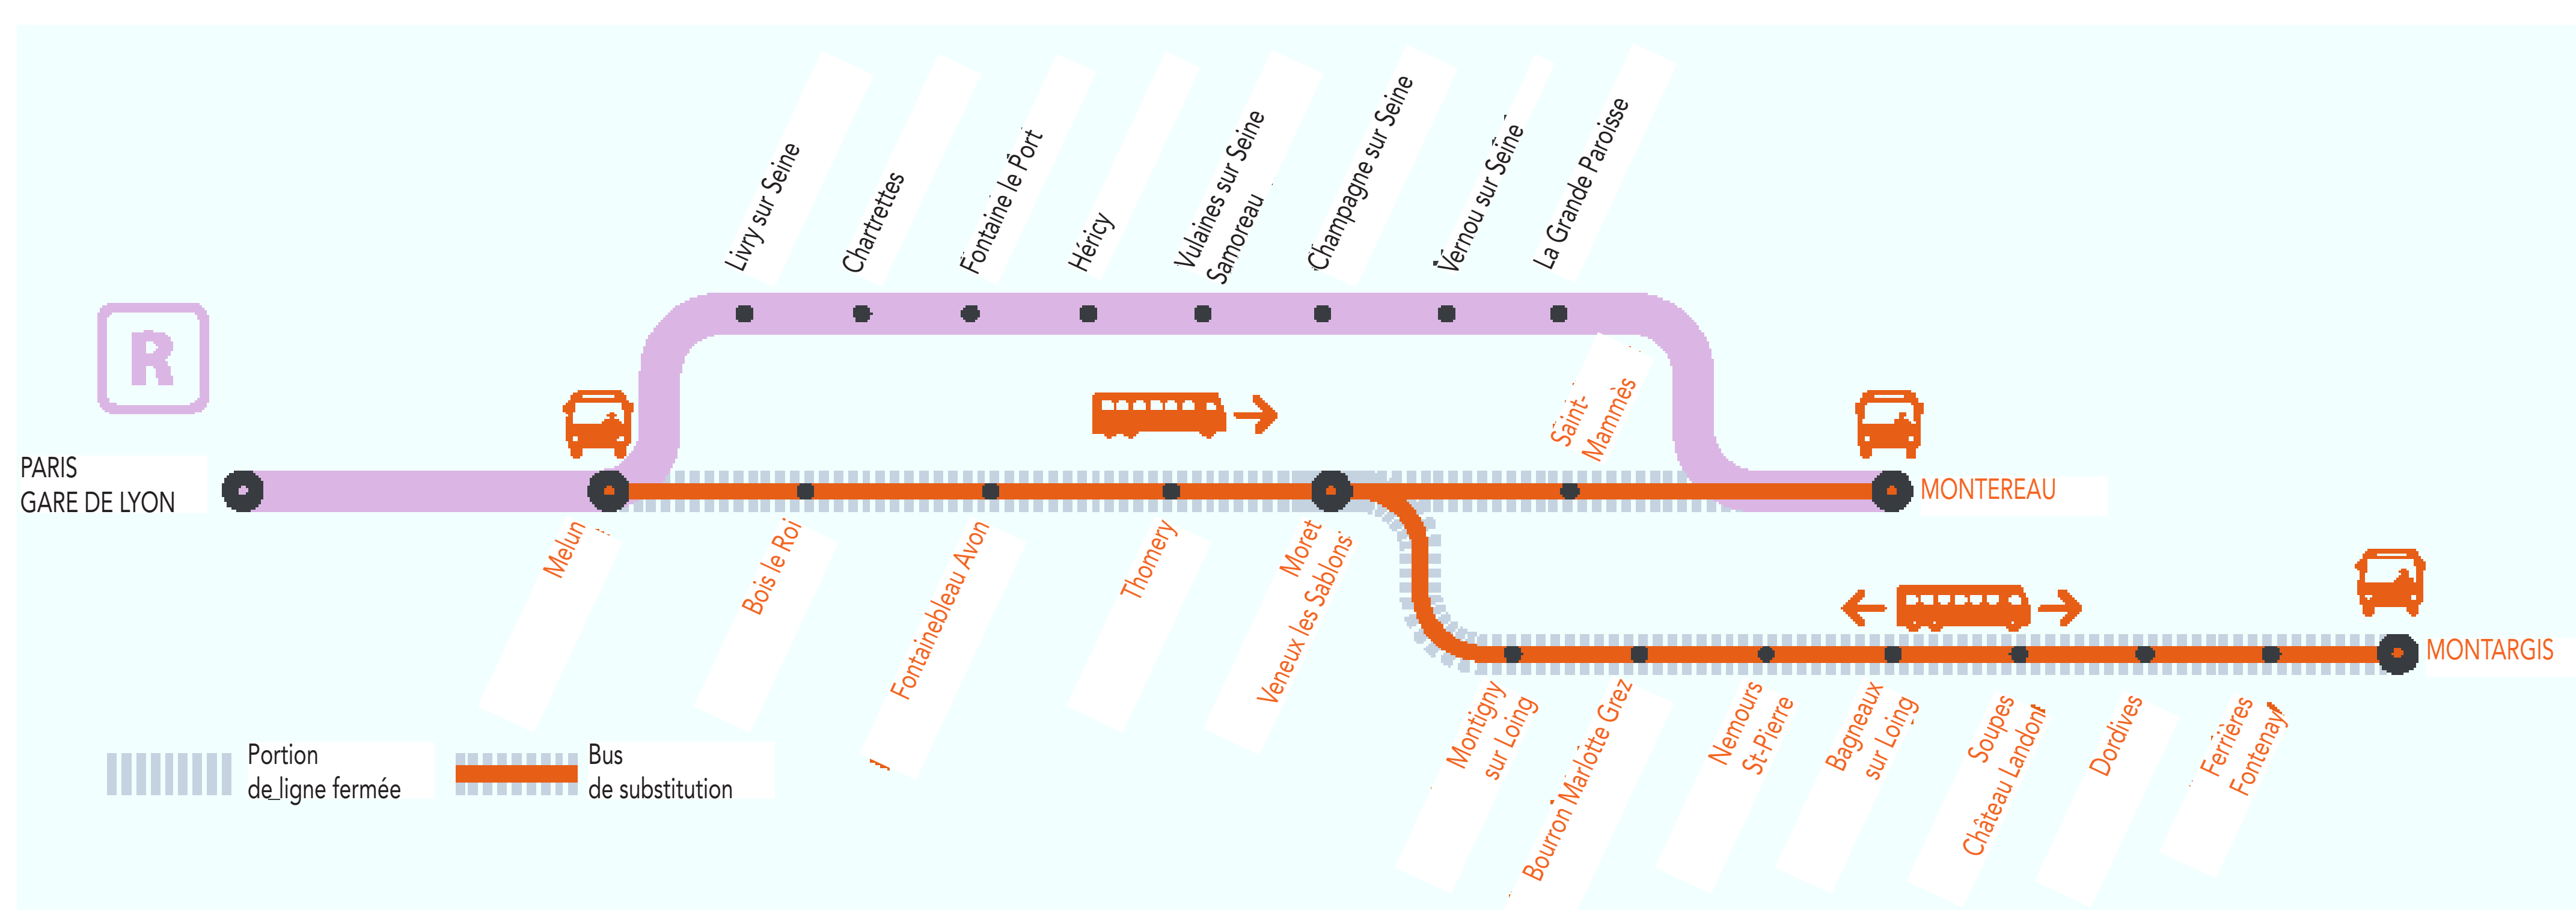 Livry sur Seine
Chartrettes
Fontaine le Port
Héricy
Vulaines sur Seine
Samoreau
Champagne sur Seine
Vernou sur Seine
La Grande Paroisse
R
Saint-
Mammès
PARIS
GARE DE LYON
MONTEREAU
Melun
Bois le Roi
Fontainebleau Avon
Thomery
Moret
Veneux les Sablons
MONTARGIS
Montigny
sur Loing
Bourron Marlotte Grez
Nemours
St-Pierre
Bagneaux
sur Loing
Soupes
Château Landon
Dordives
Ferrières
Fontenay
Portion
de ligne fermée
Bus
de substitution